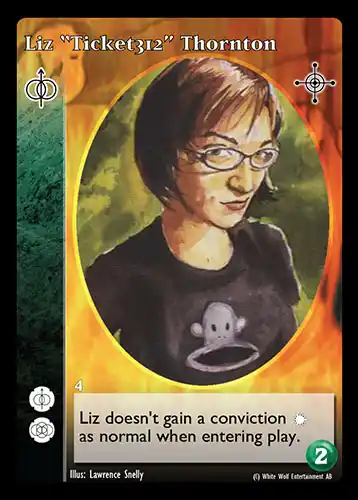 Liz "Ticket312" Thornton
4
Liz doesn't gain a conviction
as normal when entering play.
2
Illus: Lawrence Snelly
(C) White Wolf Entertainment AB